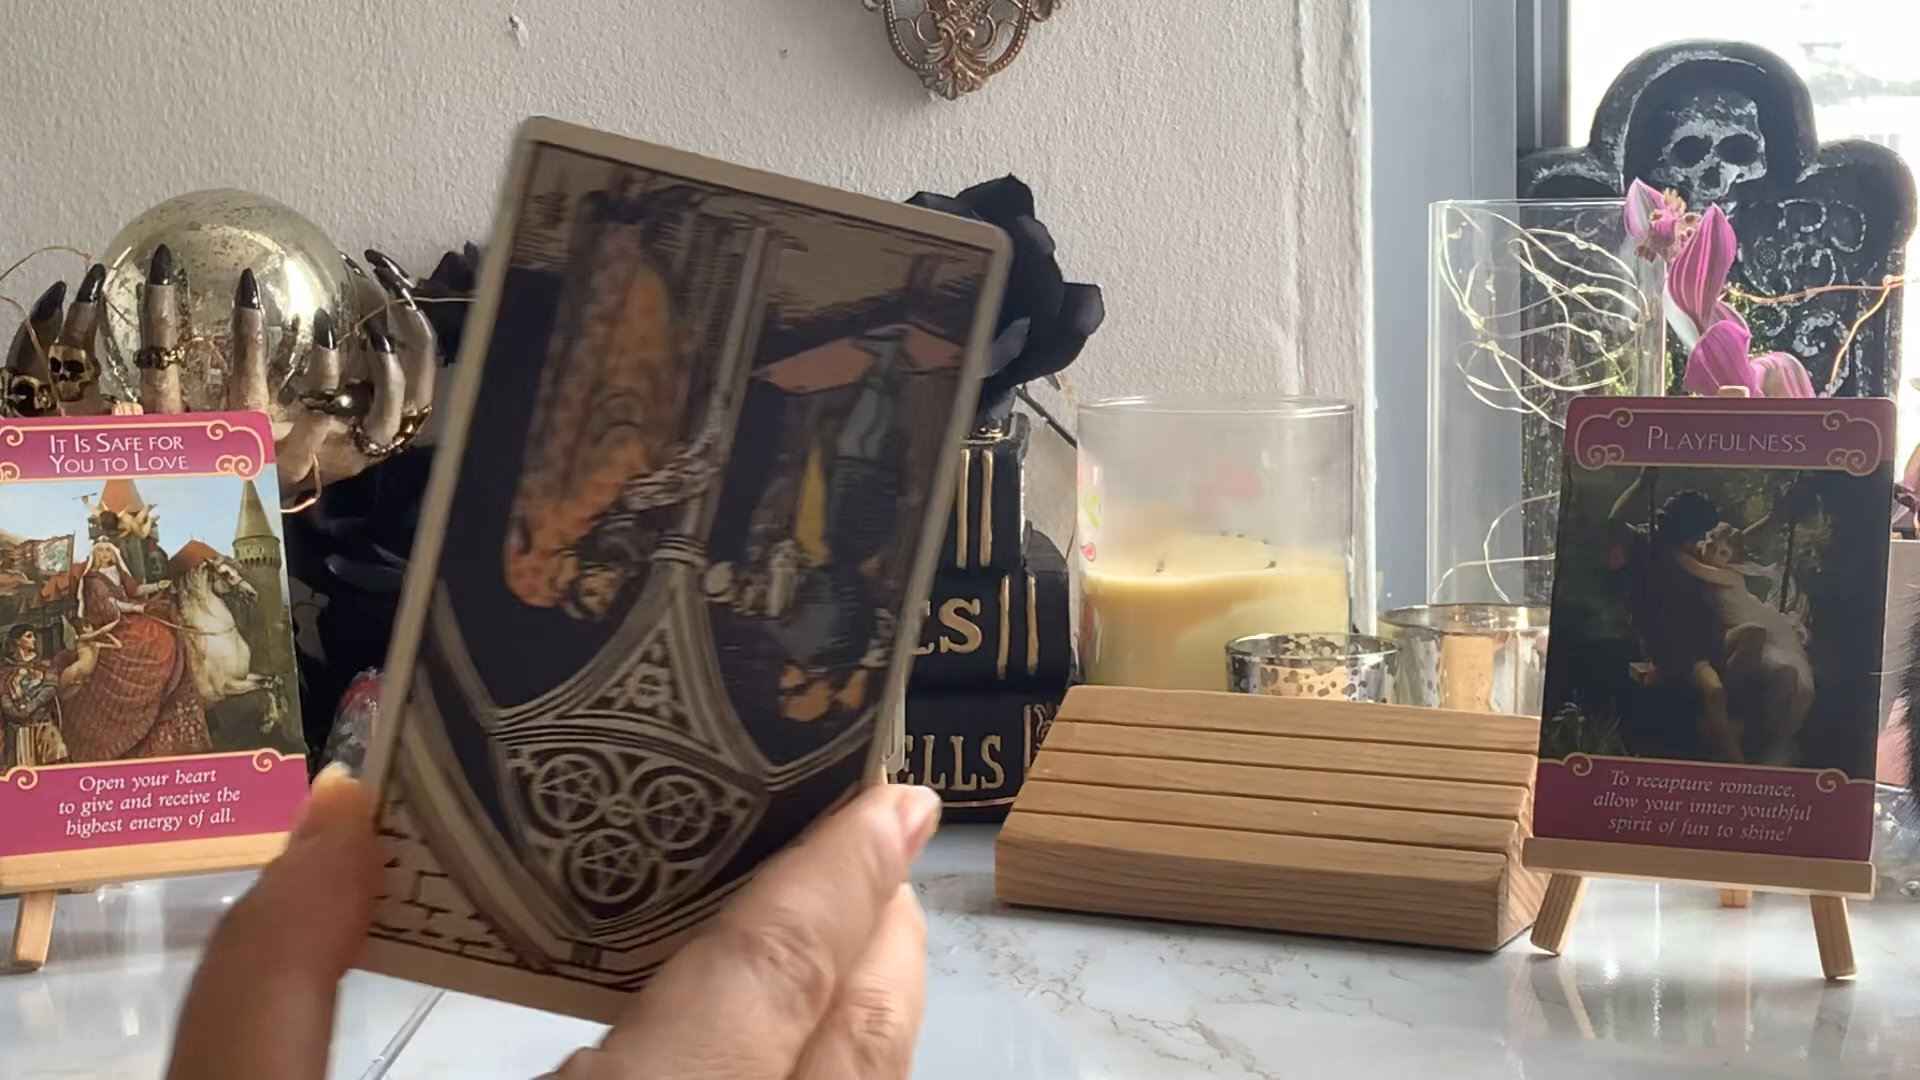 IT IS SAFE FOR
YOU TO LOVE
Open your heart
to give and receive the
highest energy of all.
III
ES
ELLS
PLAYFULNESS
To recapture romance,
allow your inner youthful
spirit of fun to shine!